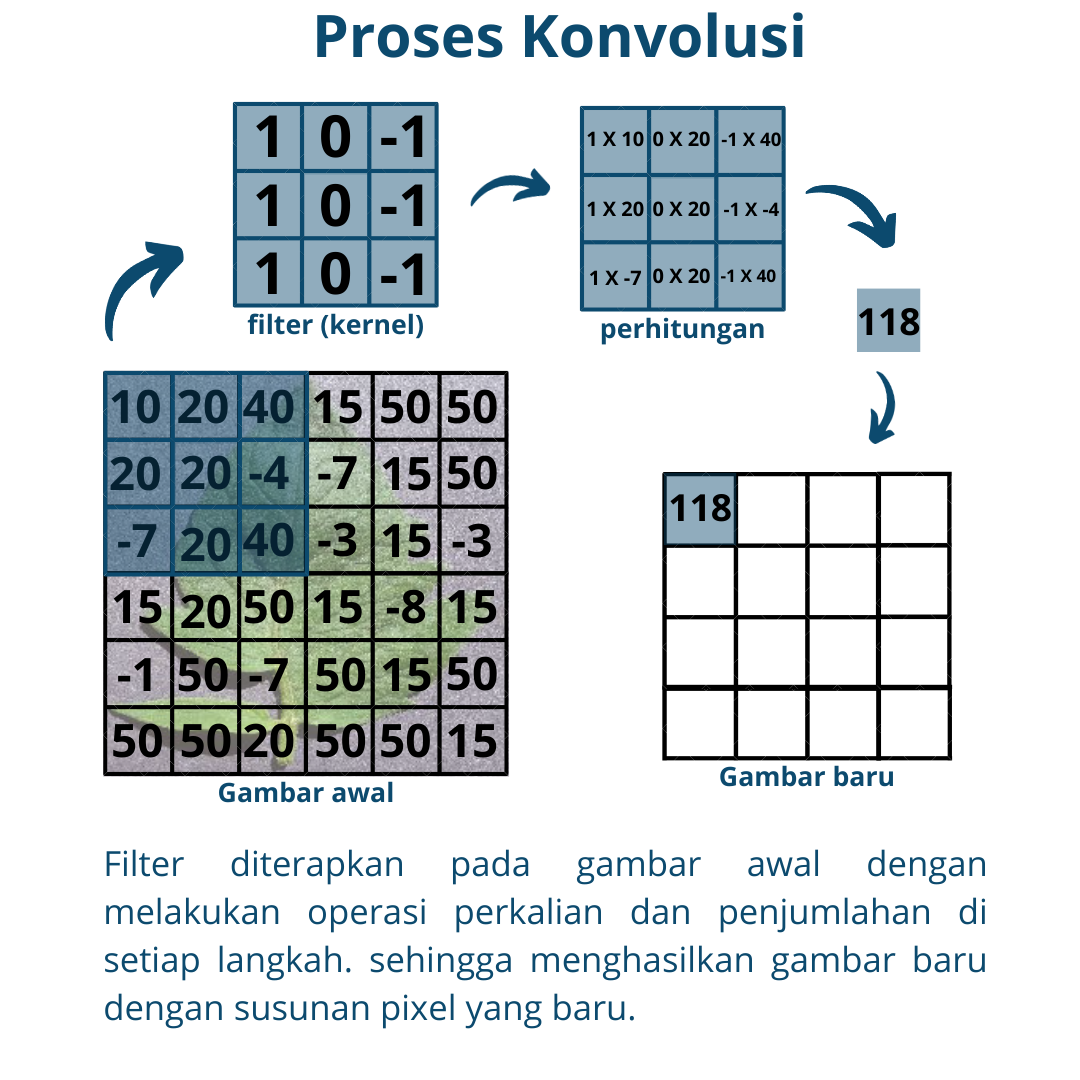 Proses Konvolusi
1 0 -1
1 0 -1
1 0 -1
filter (kernel)
1 X 10 0 X 20 -1 X 40
1 X 20 0 X 20 -1 X -4
1 X -7 0 X 20 -1 X 40
perhitungan
118
10 20 40 15 50 50
20 20 -4 -7 15 50
-7 20 40 -3 15 -3
15 20 50 15 -8 15
-1 50 -7 50 15 50
50 50 20 50 50 15
Gambar awal
118
Gambar baru
Filter diterapkan pada gambar awal dengan
melakukan operasi perkalian dan penjumlahan di
setiap langkah. sehingga menghasilkan gambar baru
dengan susunan pixel yang baru.